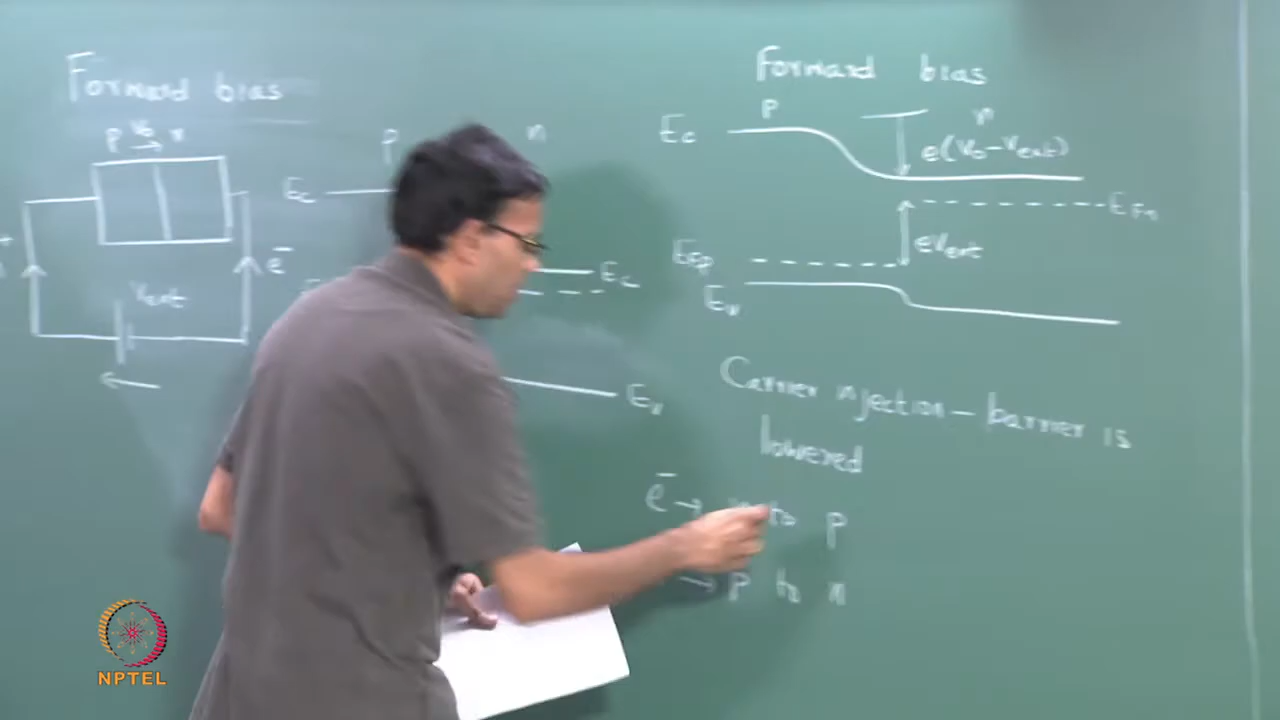 Forward bias
p V₀ n
+
e⁻
Vext
p n
Ec
Ec
Ev
Forward bias
p n
Ec
e(V₀-Vext)
EFn
EFp
eVext
Ev
Carrier injection - barrier is
lowered
e⁻ → to p
→ p to n
NPTEL